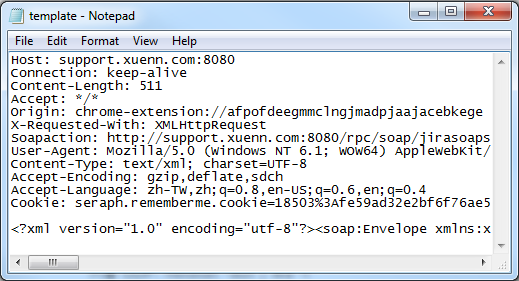 template - Notepad
File Edit Format View Help
Host: support.xuenn.com:8080
Connection: keep-alive
Content-Length: 511
Accept: */*
Origin: chrome-extension://afpofdeegmmclngjmadpjaajacebkege
X-Requested-With: XMLHttpRequest
Soapaction: http://support.xuenn.com:8080/rpc/soap/jirasoaps
User-Agent: Mozilla/5.0 (Windows NT 6.1; WOW64) AppleWebKit/
Content-Type: text/xml; charset=UTF-8
Accept-Encoding: gzip,deflate,sdch
Accept-Language: zh-TW,zh;q=0.8,en-US;q=0.6,en;q=0.4
Cookie: seraph.rememberme.cookie=18503%3Afe59ad32e2bf6f76ae5
<?xml version="1.0" encoding="utf-8"?><soap:Envelope xmlns:x